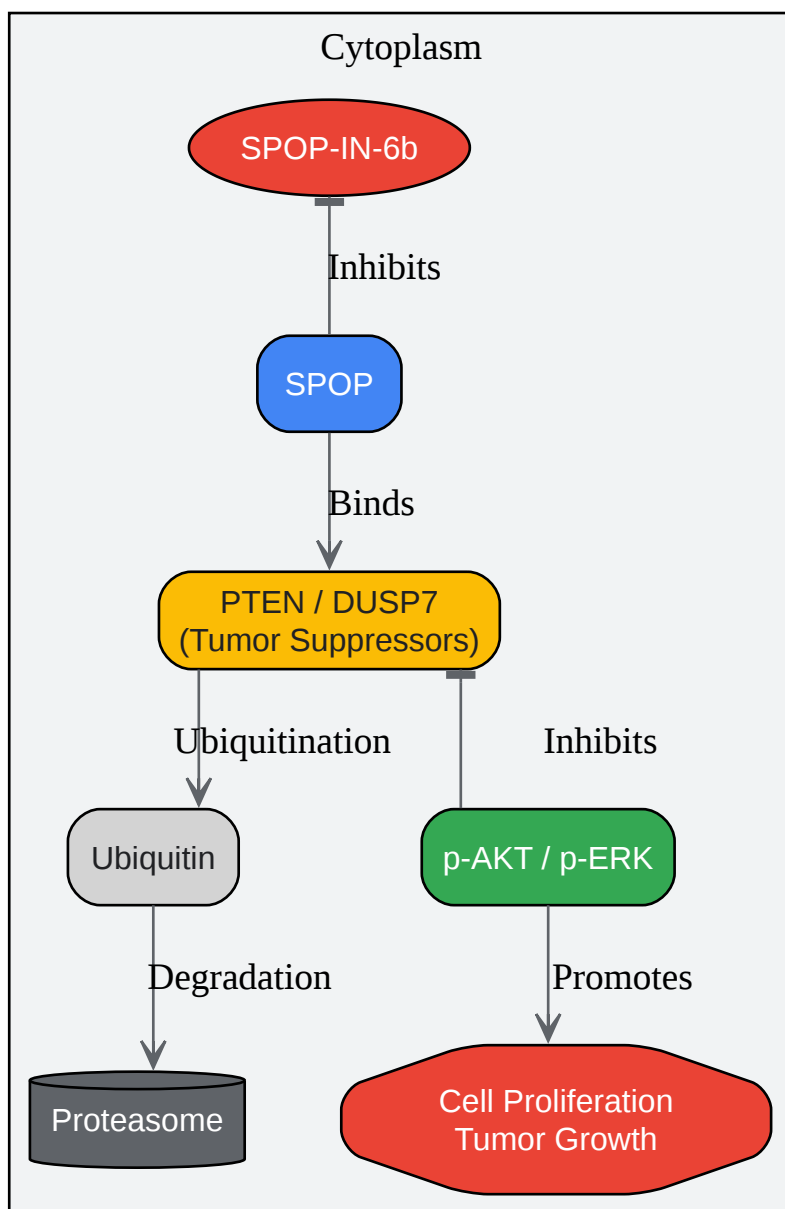 Cytoplasm
SPOP-IN-6b
Inhibits
SPOP
Binds
PTEN / DUSP7
(Tumor Suppressors)
Ubiquitination
Inhibits
Ubiquitin
p-AKT / p-ERK
Degradation
Promotes
Proteasome
Cell Proliferation
Tumor Growth